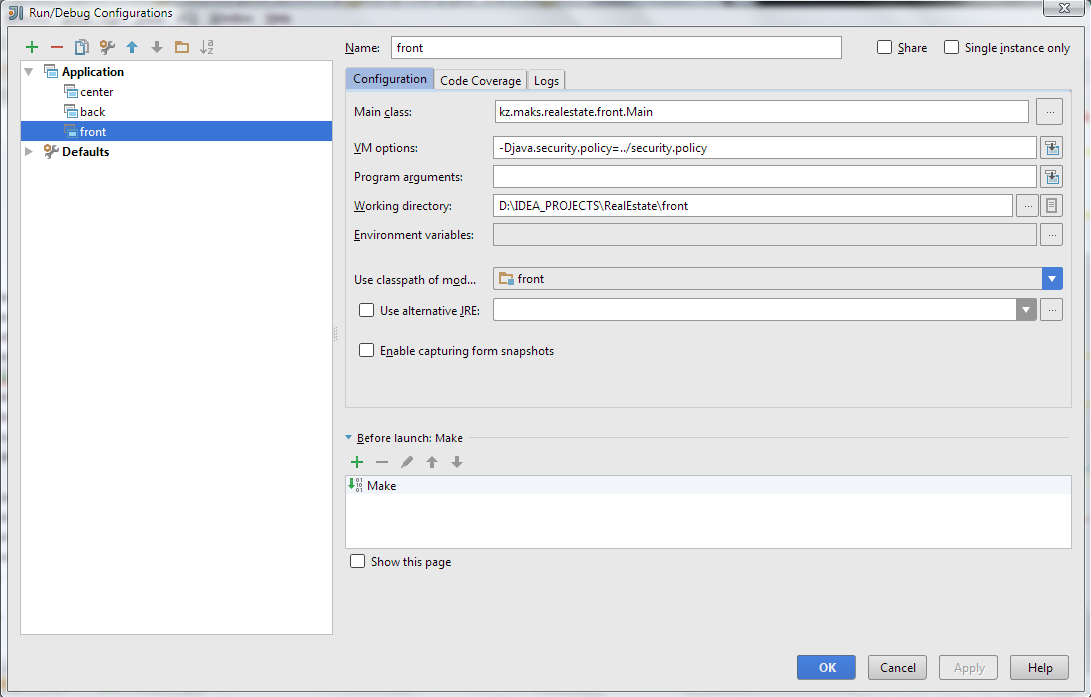 Run/Debug Configurations
Name: front
Share
Single instance only
Application
center
back
front
Defaults
Configuration
Code Coverage
Logs
Main class: kz.maks.realestate.front.Main
...
VM options: -Djava.security.policy=../security.policy
Program arguments:
Working directory: D:\IDEA_PROJECTS\RealEstate\front
...
Environment variables:
...
Use classpath of mod... front
Use alternative JRE:
...
Enable capturing form snapshots
Before launch: Make
Make
Show this page
OK
Cancel
Apply
Help